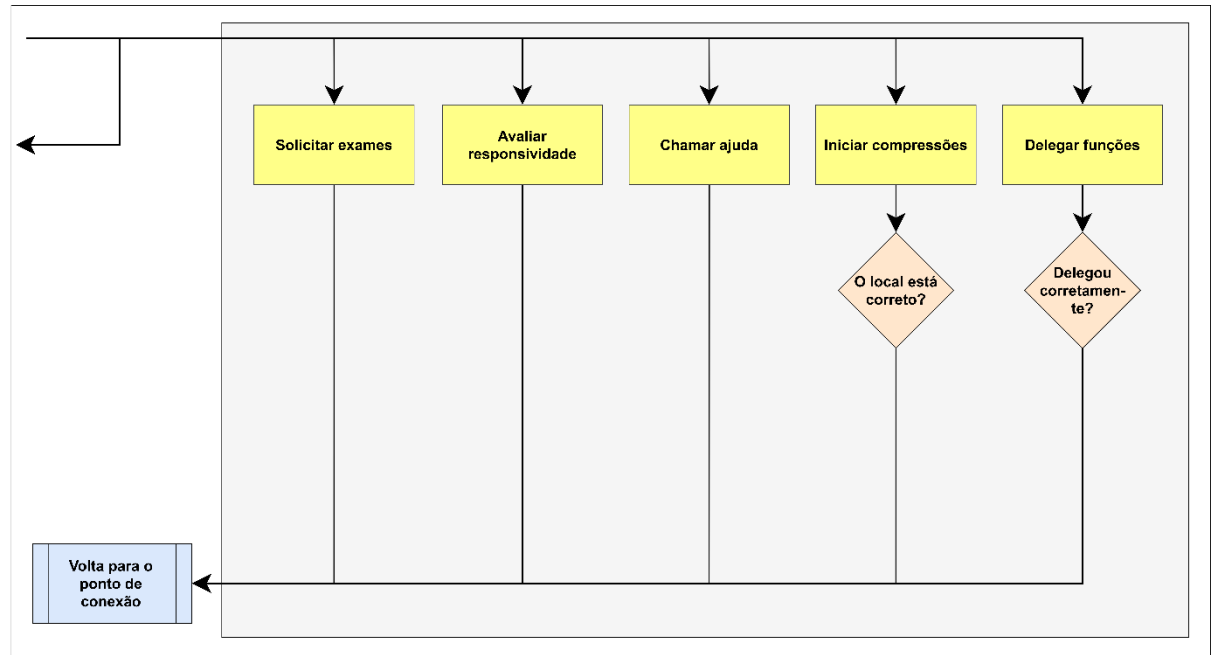 Solicitar exames
Avaliar
responsividade
Chamar ajuda
Iniciar compressões
Delegar funções
O local está
correto?
Delegou
corretamen-
te?
Volta para o
ponto de
conexão